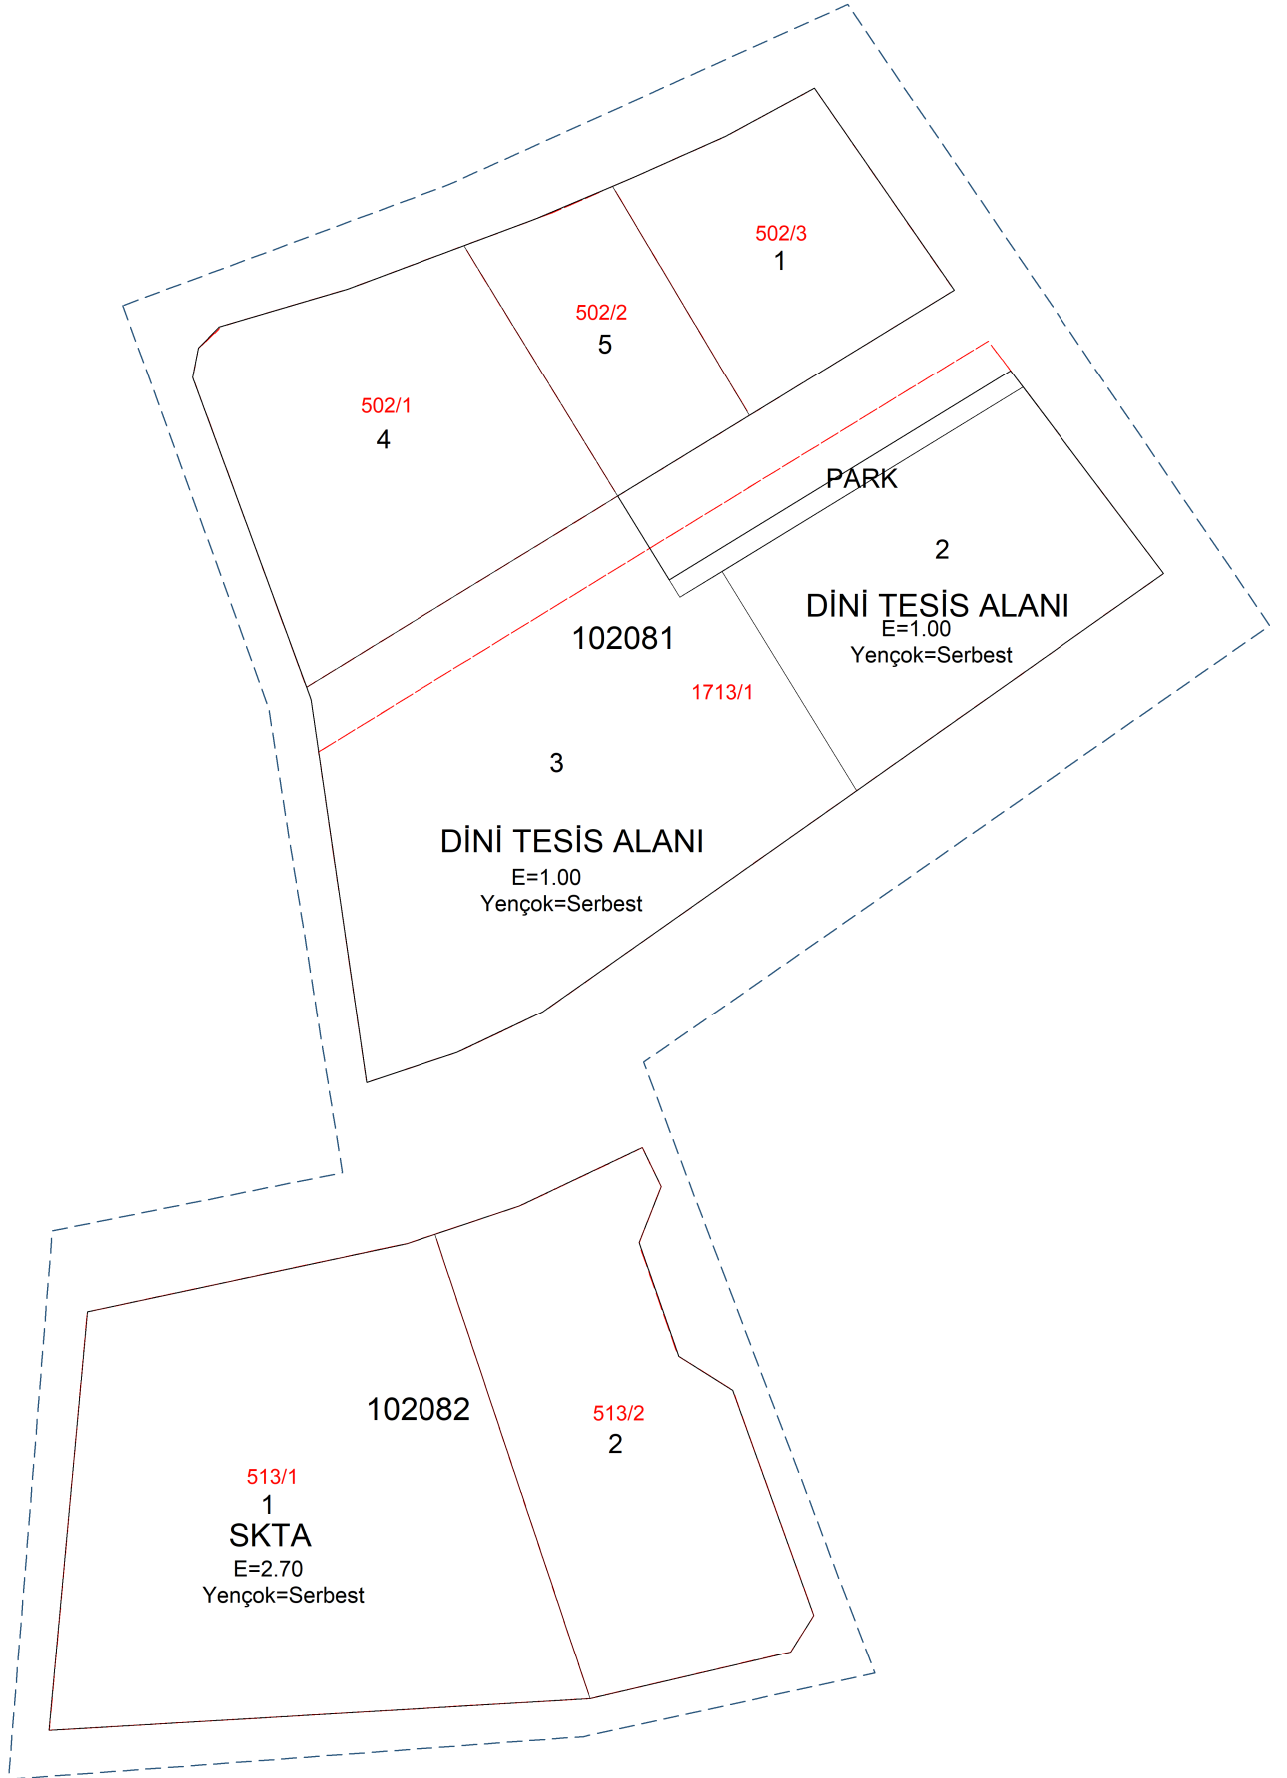 502/3
1
502/2
5
502/1
4
PARK
2
DİNİ TESİS ALANI
E=1.00
Yençok=Serbest
102081
1713/1
3
DİNİ TESİS ALANI
E=1.00
Yençok=Serbest
102082
513/2
2
513/1
1
SKTA
E=2.70
Yençok=Serbest